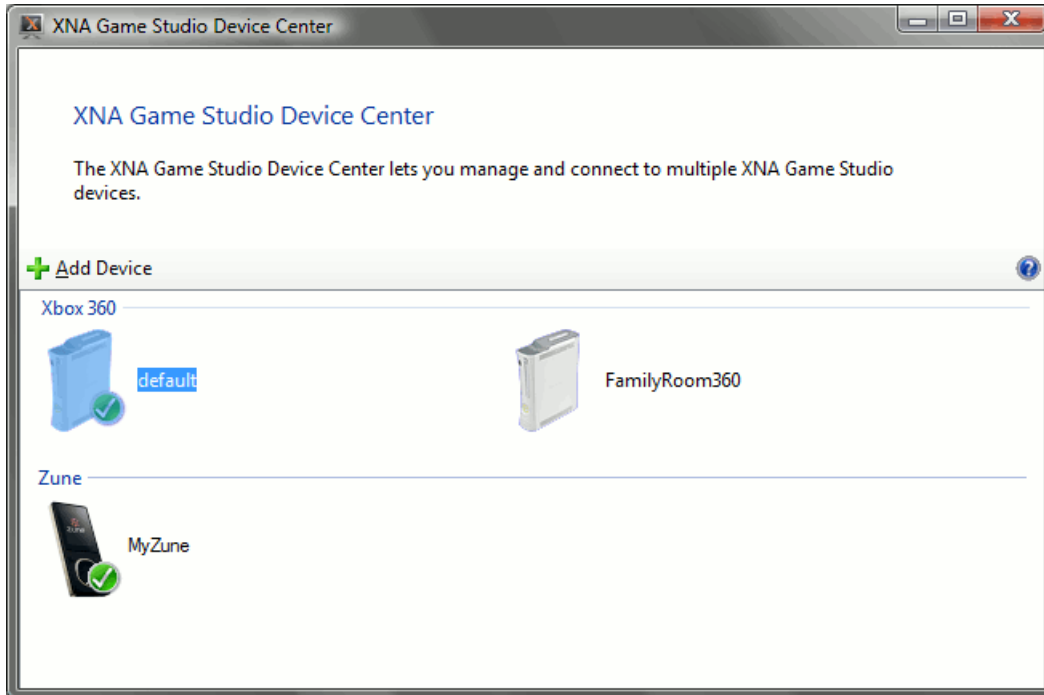 XNA Game Studio Device Center
XNA Game Studio Device Center
The XNA Game Studio Device Center lets you manage and connect to multiple XNA Game Studio
devices.
Add Device
Xbox 360
default
FamilyRoom360
Zune
zune
MyZune